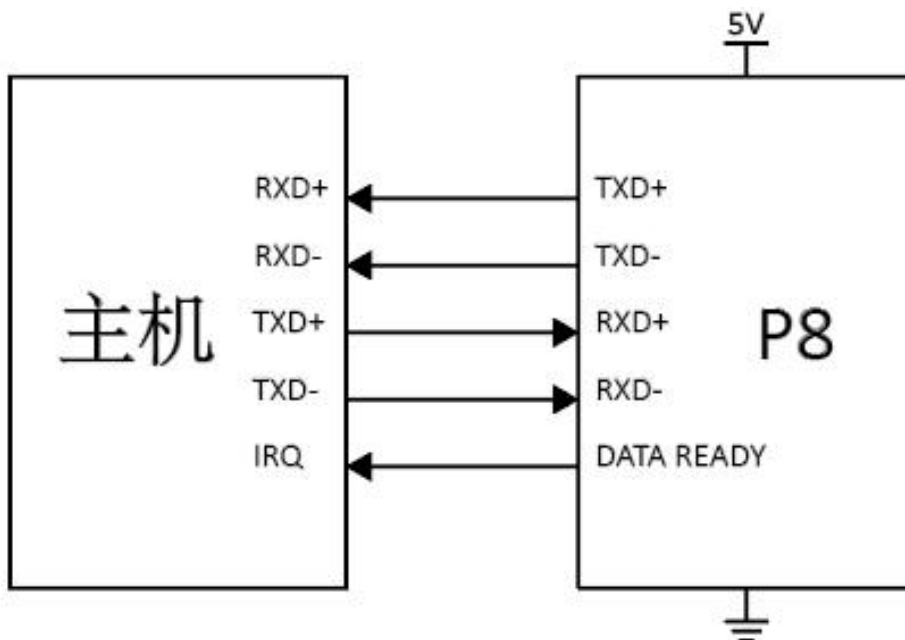 5V
RXD+ TXD+
RXD- TXD-
主机 TXD+ RXD+ P8
TXD- RXD-
IRQ DATA READY